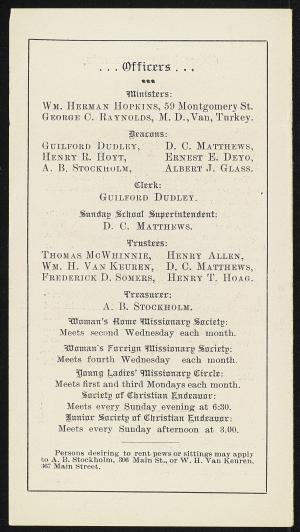 ... Officers ...
Ministers:
WM. HERMAN HOPKINS, 59 Montgomery St.
GEORGE C. RAYNOLDS, M. D., Van, Turkey.
Deacons:
GUILFORD DUDLEY, D. C. MATTHEWS,
HENRY R. HOYT, ERNEST E. DEYO,
A. B. STOCKHOLM, ALBERT J. GLASS.
Clerk:
GUILFORD DUDLEY.
Sunday School Superintendent:
D. C. MATTHEWS.
Trustees:
THOMAS MCWHINNIE, HENRY ALLEN,
WM. H. VAN KEUREN, D. C. MATTHEWS,
FREDERICK D. SOMERS, HENRY T. HOAG.
Treasurer:
A. B. STOCKHOLM.
Woman's Home Missionary Society:
Meets second Wednesday each month.
Woman's Foreign Missionary Society:
Meets fourth Wednesday each month.
Young Ladies' Missionary Circle:
Meets first and third Mondays each month.
Society of Christian Endeavor:
Meets every Sunday evening at 6:30.
Junior Society of Christian Endeavor:
Meets every Sunday afternoon at 3.00.
Persons desiring to rent pews or sittings may apply
to A. B. Stockholm, 306 Main St., or W. H. Van Keuren,
367 Main Street.